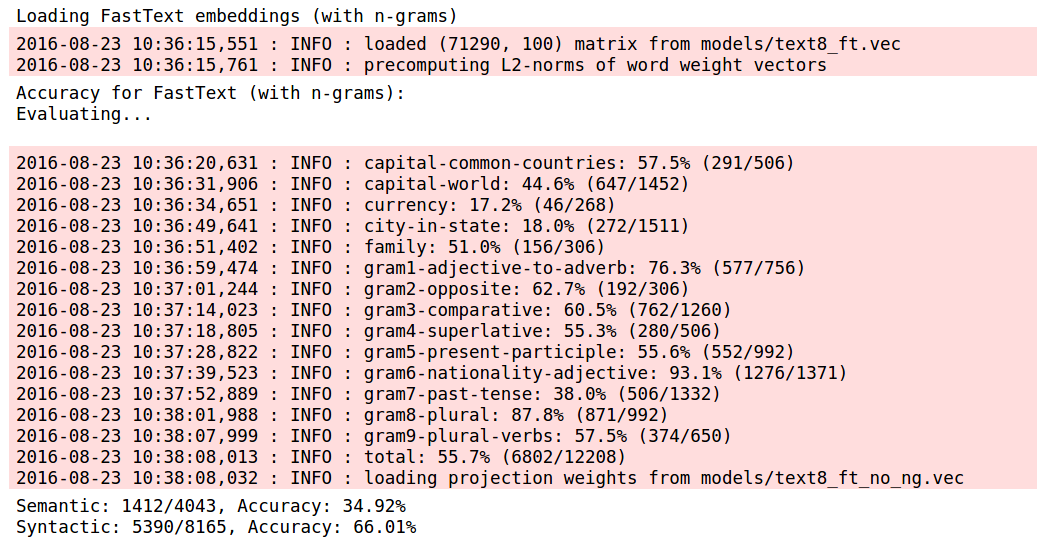 Loading FastText embeddings (with n-grams)
2016-08-23 10:36:15,551 : INFO : loaded (71290, 100) matrix from models/text8_ft.vec
2016-08-23 10:36:15,761 : INFO : precomputing L2-norms of word weight vectors
Accuracy for FastText (with n-grams):
Evaluating...
2016-08-23 10:36:20,631 : INFO : capital-common-countries: 57.5% (291/506)
2016-08-23 10:36:31,906 : INFO : capital-world: 44.6% (647/1452)
2016-08-23 10:36:34,651 : INFO : currency: 17.2% (46/268)
2016-08-23 10:36:49,641 : INFO : city-in-state: 18.0% (272/1511)
2016-08-23 10:36:51,402 : INFO : family: 51.0% (156/306)
2016-08-23 10:36:59,474 : INFO : gram1-adjective-to-adverb: 76.3% (577/756)
2016-08-23 10:37:01,244 : INFO : gram2-opposite: 62.7% (192/306)
2016-08-23 10:37:14,023 : INFO : gram3-comparative: 60.5% (762/1260)
2016-08-23 10:37:18,805 : INFO : gram4-superlative: 55.3% (280/506)
2016-08-23 10:37:28,822 : INFO : gram5-present-participle: 55.6% (552/992)
2016-08-23 10:37:39,523 : INFO : gram6-nationality-adjective: 93.1% (1276/1371)
2016-08-23 10:37:52,889 : INFO : gram7-past-tense: 38.0% (506/1332)
2016-08-23 10:38:01,988 : INFO : gram8-plural: 87.8% (871/992)
2016-08-23 10:38:07,999 : INFO : gram9-plural-verbs: 57.5% (374/650)
2016-08-23 10:38:08,013 : INFO : total: 55.7% (6802/12208)
2016-08-23 10:38:08,032 : INFO : loading projection weights from models/text8_ft_no_ng.vec
Semantic: 1412/4043, Accuracy: 34.92%
Syntactic: 5390/8165, Accuracy: 66.01%